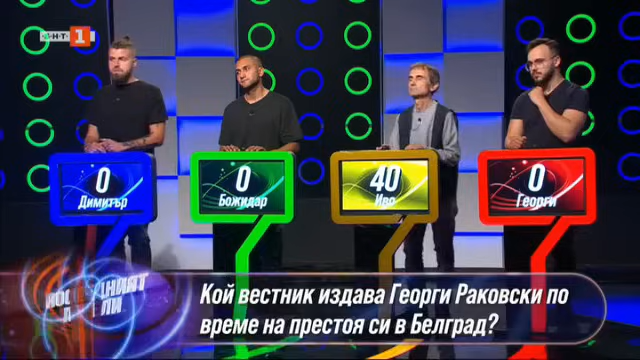 БНТ 1
0
Димитър
0
Божидар
40
Иво
0
Георги
Кой вестник издава Георги Раковски по
време на престоя си в Белград?